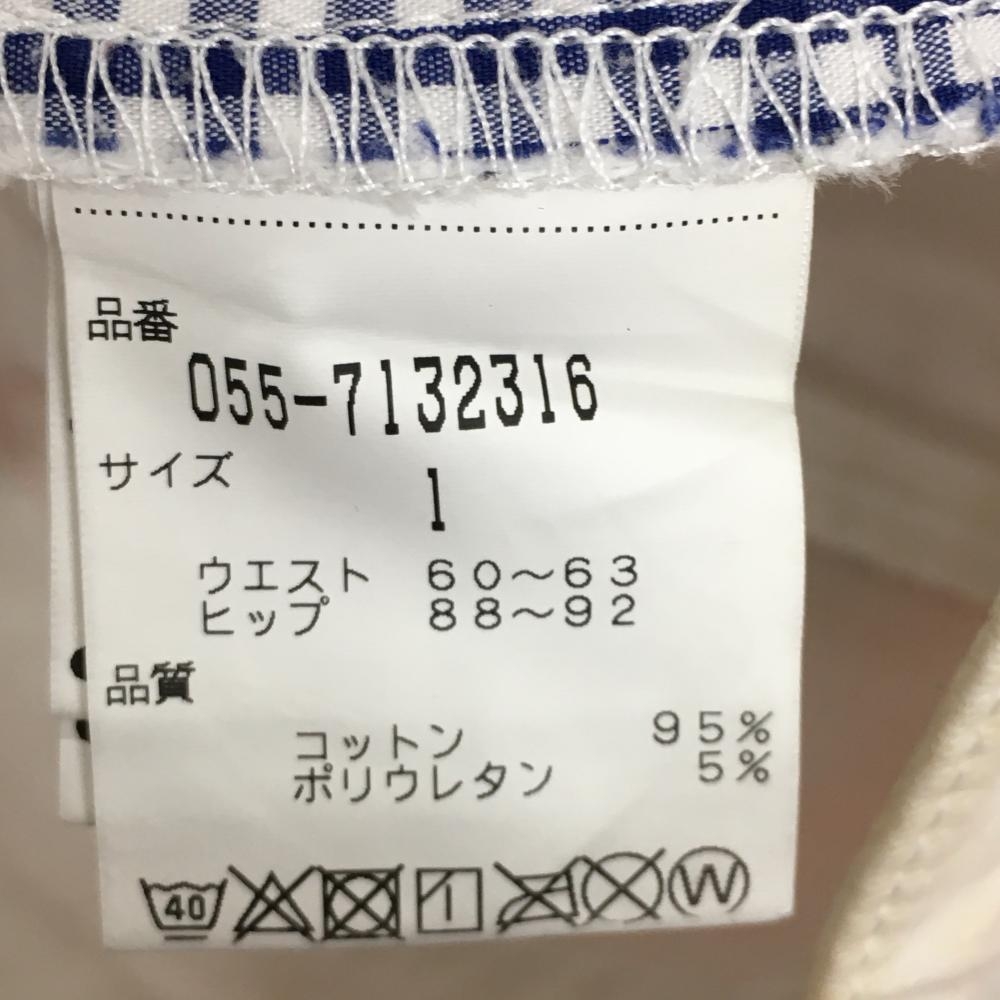 品番
055-7132316
サイズ
1
ウエスト 60〜63
ヒップ 88〜92
品質
コットン 95%
ポリウレタン 5%
40
W